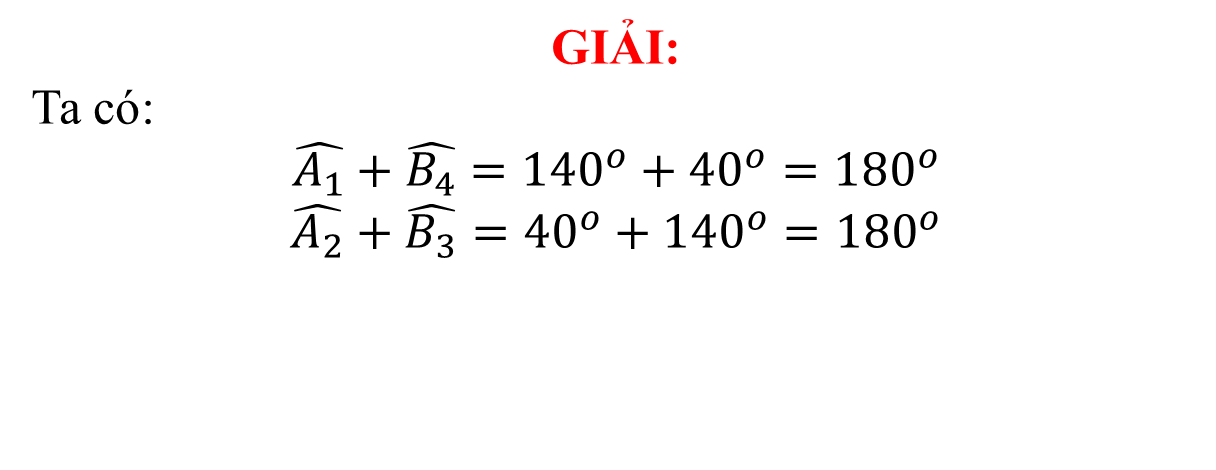 GIẢI:
Ta có:
$\widehat{A_1} + \widehat{B_4} = 140^o + 40^o = 180^o$
$\widehat{A_2} + \widehat{B_3} = 40^o + 140^o = 180^o$